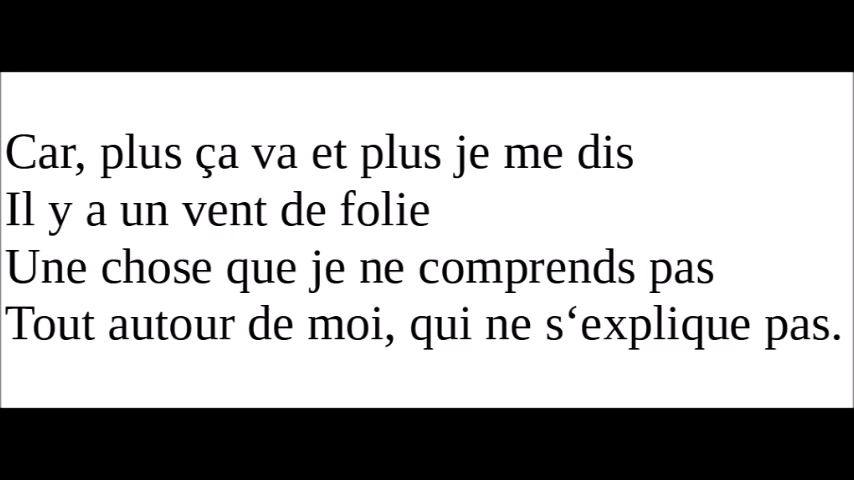 Car, plus ça va et plus je me dis
Il y a un vent de folie
Une chose que je ne comprends pas
Tout autour de moi, qui ne s‘explique pas.